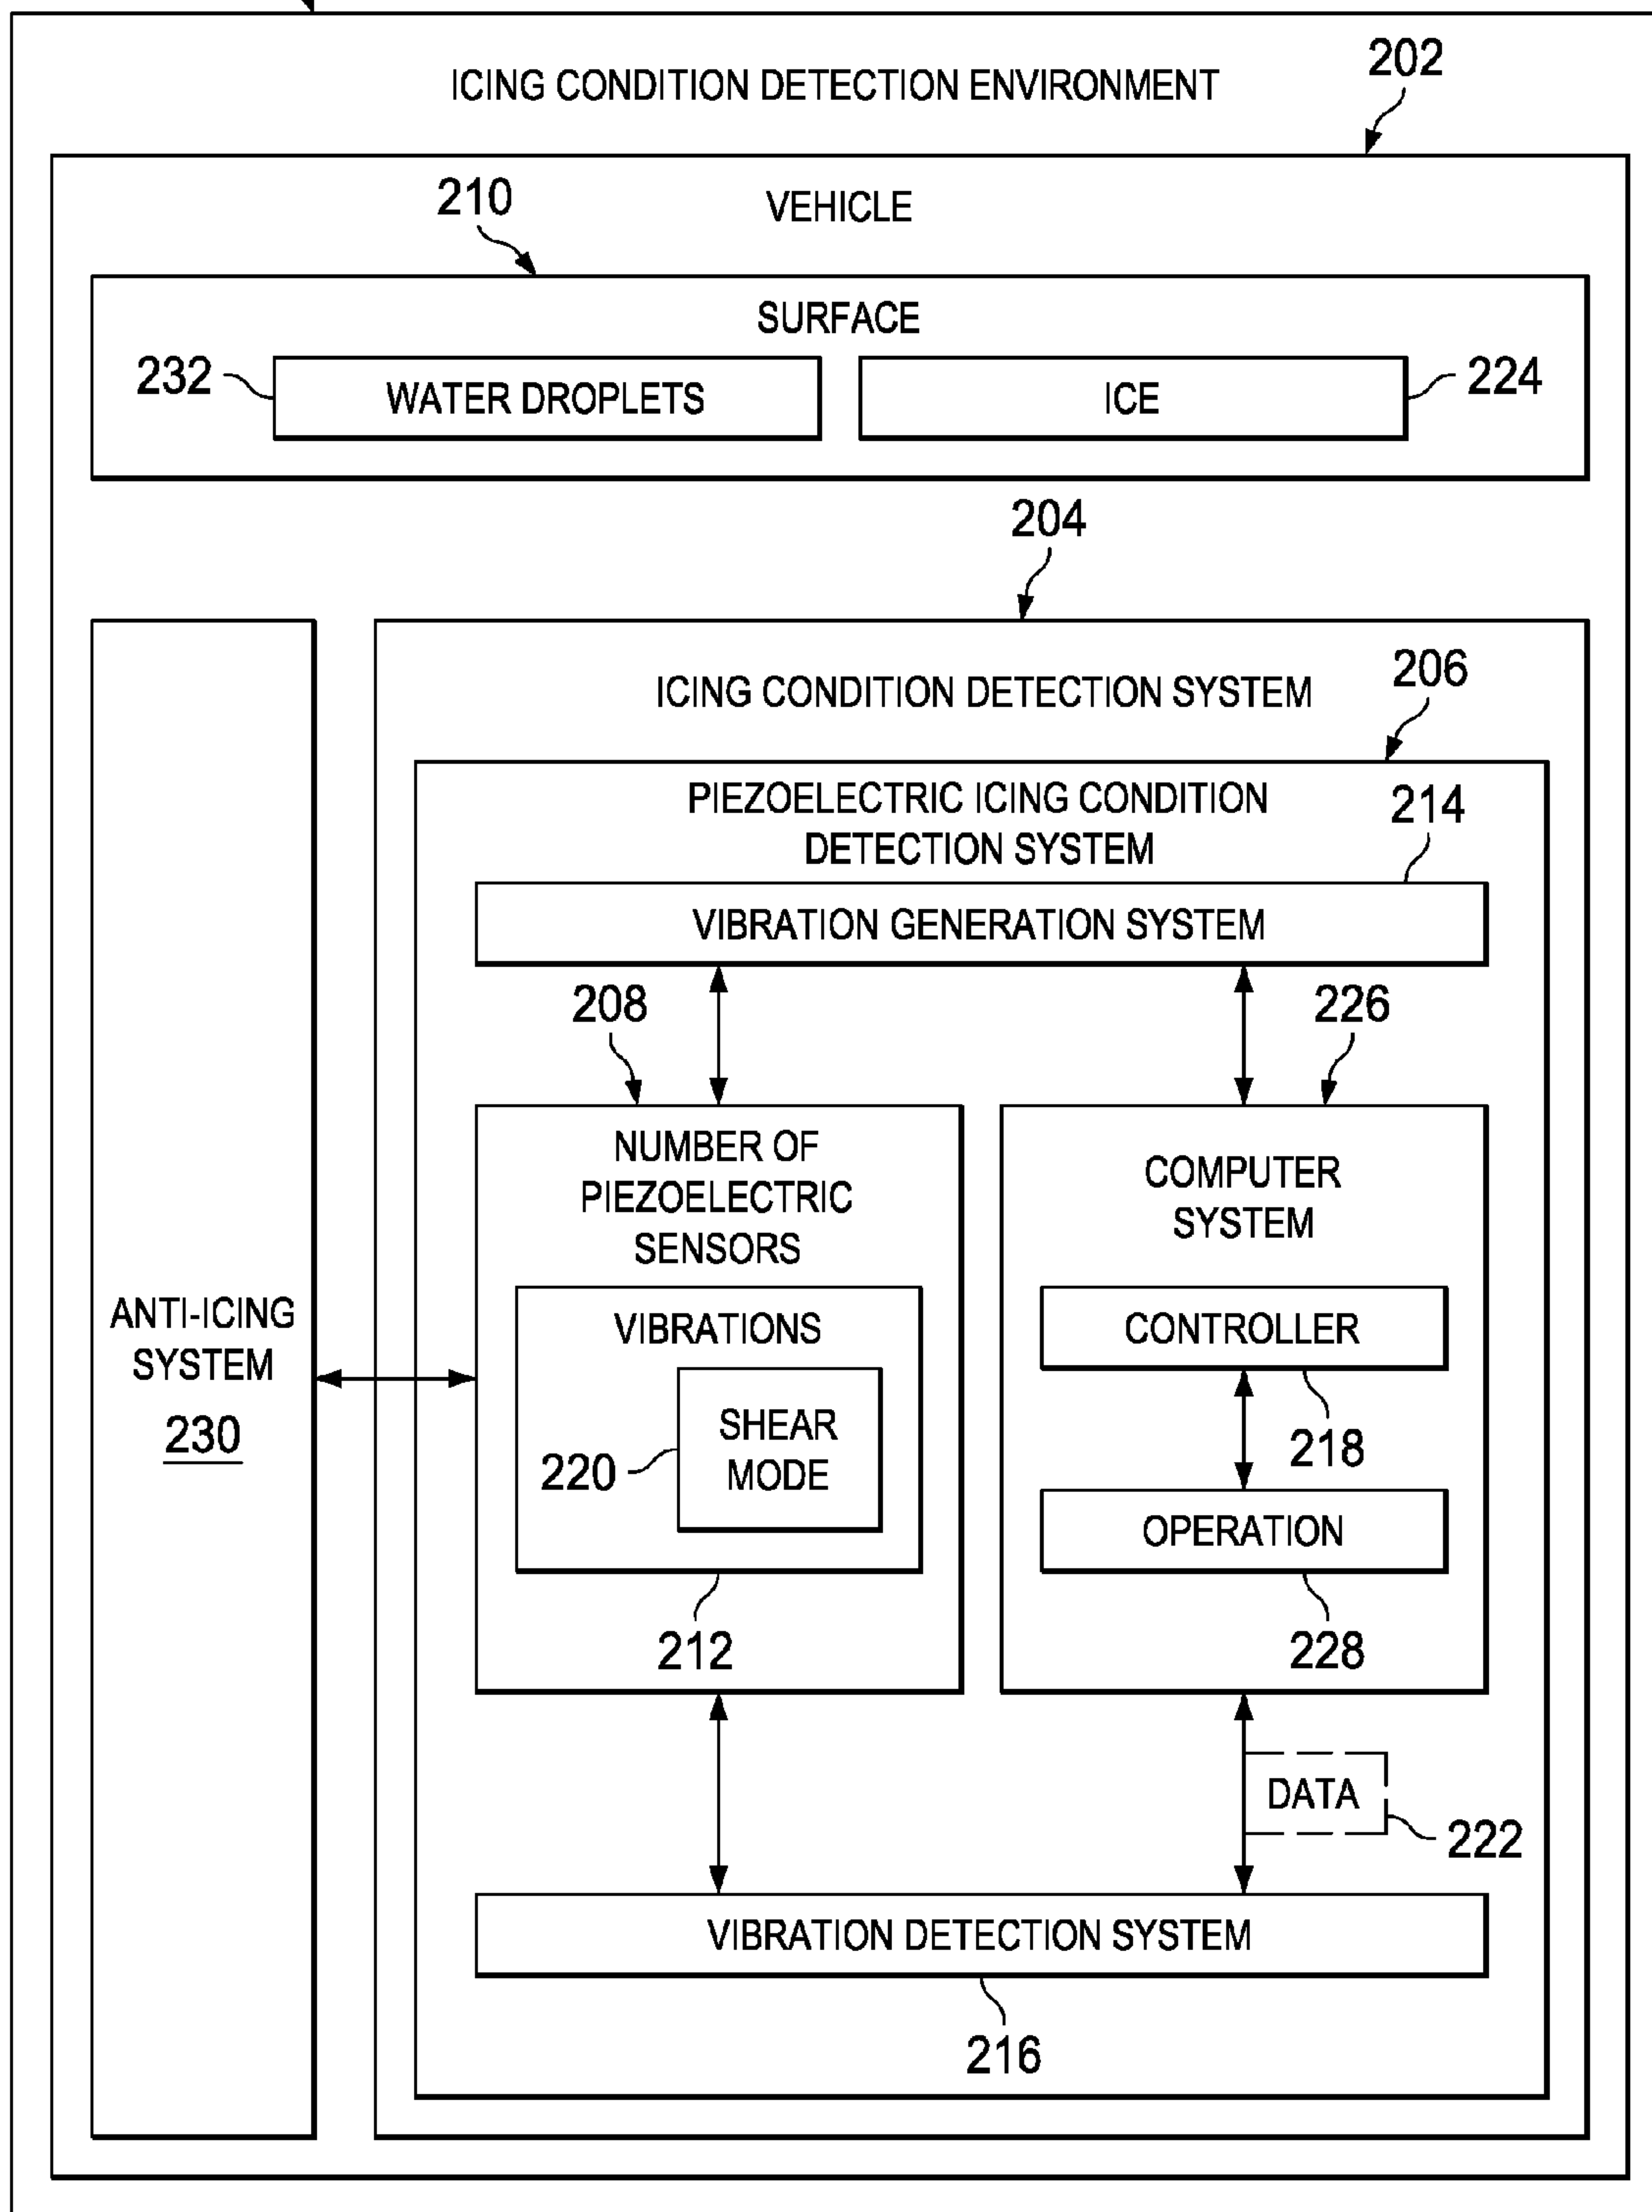 ICING CONDITION DETECTION ENVIRONMENT
202
VEHICLE
210
SURFACE
232
WATER DROPLETS
ICE
224
204
ICING CONDITION DETECTION SYSTEM
206
PIEZOELECTRIC ICING CONDITION
DETECTION SYSTEM
214
VIBRATION GENERATION SYSTEM
208
226
NUMBER OF
PIEZOELECTRIC
SENSORS
VIBRATIONS
SHEAR
MODE
220
212
COMPUTER
SYSTEM
CONTROLLER
218
OPERATION
228
ANTI-ICING
SYSTEM
230
DATA
222
VIBRATION DETECTION SYSTEM
216